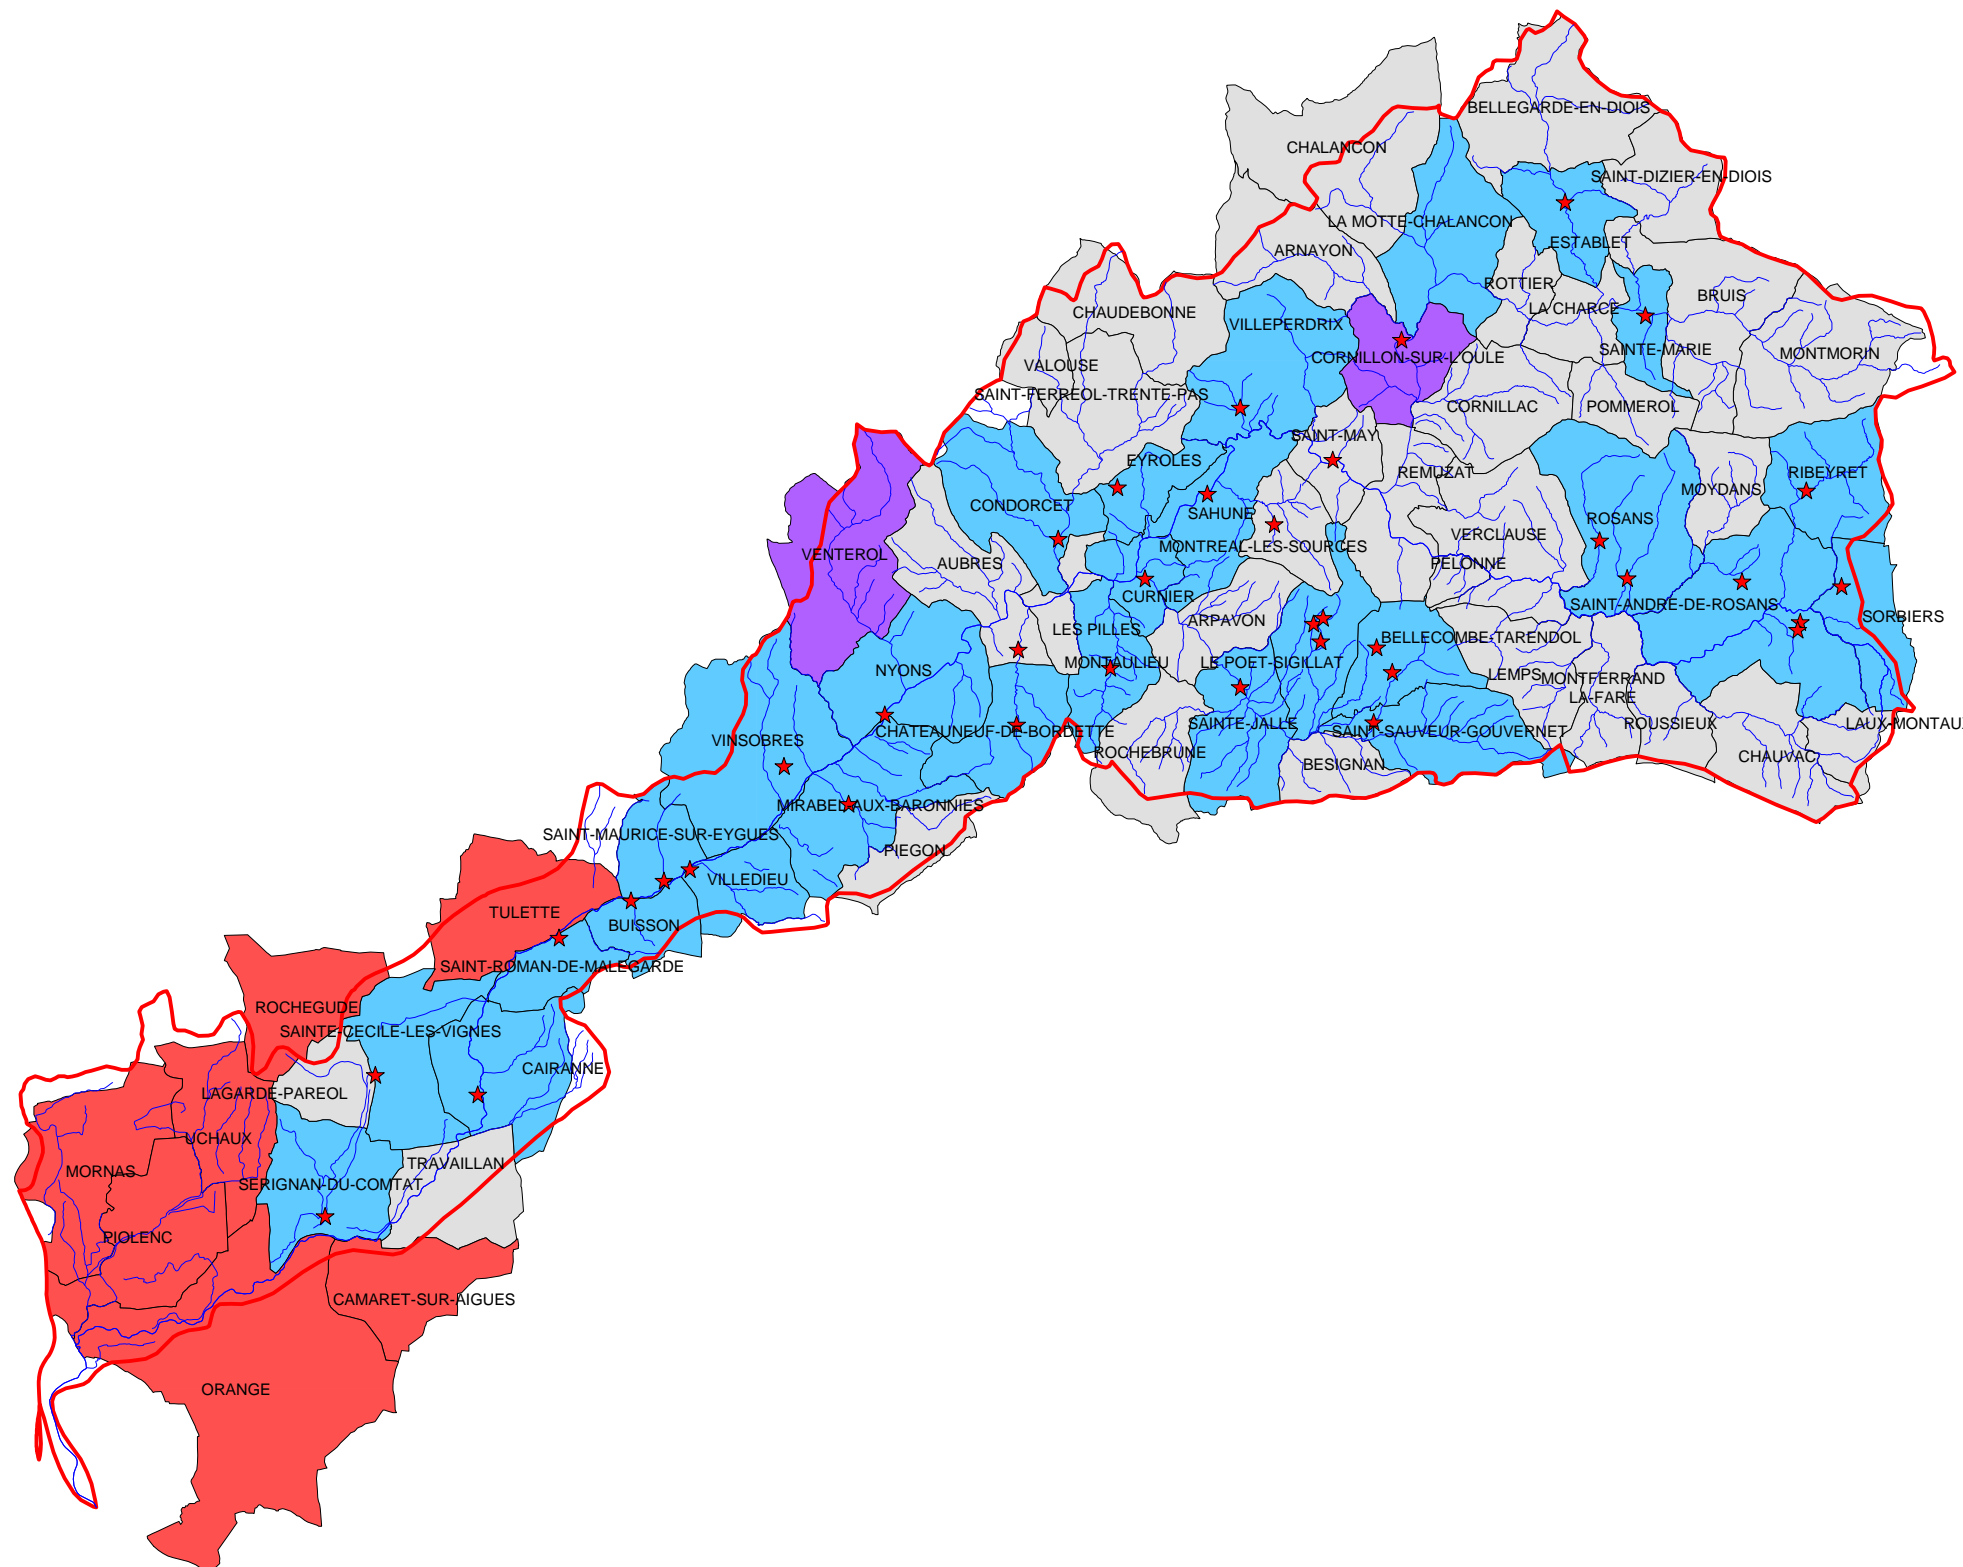 BELLEGARDE-EN-DIOIS
CHALANCON
SAINT-DIZIER-EN-DIOIS
LA MOTTE-CHALANCON
ESTABLET
ARNAYON
ROTTIER
BRUIS
LA CHARCE
CHAUDEBONNE
VILLEPERDRIX
SAINTE-MARIE
MONTMORIN
CORNILLON-SUR-L'OULE
VALOUSE
SAINT-FERREOL-TRENTE-PAS
CORNILLAC
POMMEROL
SAINT-MAY
EYROLES
REMUZAT
RIBEYRET
MOYDANS
CONDORCET
SAHUNE
ROSANS
VERCLAUSE
MONTREAL-LES-SOURCES
VENTEROL
AUBRES
PELONNE
CURNIER
SAINT-ANDRE-DE-ROSANS
SORBIERS
ARPAVON
LES PILLES
BELLECOMBE-TARENDOL
MONTAULIEU
LE POET-SIGILLAT
NYONS
LEMPS
MONTFERRAND
LA-FARE
SAINTE-JALLE
ROUSSIEUX
LAUX-MONTAU
CHATEAUNEUF-DE-BORDETTE
SAINT-SAUVEUR-GOUVERNET
VINSOBRES
ROCHEBRUNE
BESIGNAN
CHAUVAC
MIRABEL-AUX-BARONNIES
SAINT-MAURICE-SUR-EYGUES
PIEGON
VILLEDIEU
TULETTE
BUISSON
SAINT-ROMAN-DE-MALEGARDE
ROCHEGUDE
SAINTE-CECILE-LES-VIGNES
CAIRANNE
LAGARDE-PAREOL
UCHAUX
TRAVAILLAN
MORNAS
SERIGNAN-DU-COMTAT
PIOLENC
CAMARET-SUR-AIGUES
ORANGE